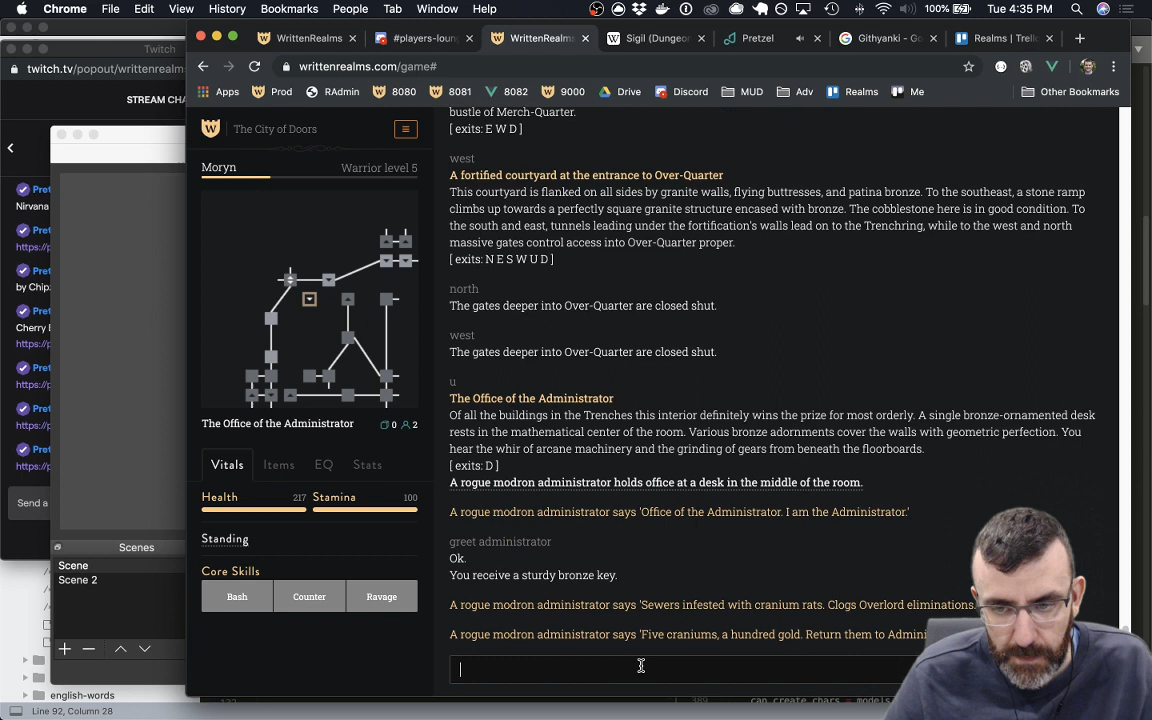 Chrome File Edit View History Bookmarks People Tab Window Help 100% Tue 4:35 PM
Twitch
twitch.tv/popout/writtenrealms
WrittenRealms
#players-loun
WrittenRealms
Sigil (Dungeo
Pretzel
Githyanki - Go
Realms | Trell
writtenrealms.com/game#
Apps Prod RAdmin 8080 8081 8082 9000 Drive Discord MUD Adv Realms Me Other Bookmarks
STREAM CHA
Pret
Nirvana
https:/
by Chip
Cherry
Send a
Scenes
Scene
Scene 2
english-words
Line 92, Column 28
The City of Doors
Moryn Warrior level 5
The Office of the Administrator 0 2
Vitals Items EQ Stats
Health 217 Stamina 100
Standing
Core Skills
Bash Counter Ravage
bustle of Merch-Quarter.
[ exits: E W D ]
west
A fortified courtyard at the entrance to Over-Quarter
This courtyard is flanked on all sides by granite walls, flying buttresses, and patina bronze. To the southeast, a stone ramp
climbs up towards a perfectly square granite structure encased with bronze. The cobblestone here is in good condition. To
the south and east, tunnels leading under the fortification's walls lead on to the Trenchring, while to the west and north
massive gates control access into Over-Quarter proper.
[ exits: N E S W U D ]
north
The gates deeper into Over-Quarter are closed shut.
west
The gates deeper into Over-Quarter are closed shut.
u
The Office of the Administrator
Of all the buildings in the Trenches this interior definitely wins the prize for most orderly. A single bronze-ornamented desk
rests in the mathematical center of the room. Various bronze adornments cover the walls with geometric perfection. You
hear the whir of arcane machinery and the grinding of gears from beneath the floorboards.
[ exits: D ]
A rogue modron administrator holds office at a desk in the middle of the room.
A rogue modron administrator says 'Office of the Administrator. I am the Administrator.'
greet administrator
Ok.
You receive a sturdy bronze key.
A rogue modron administrator says 'Sewers infested with cranium rats. Clogs Overlord eliminations.
A rogue modron administrator says 'Five craniums, a hundred gold. Return them to Admini